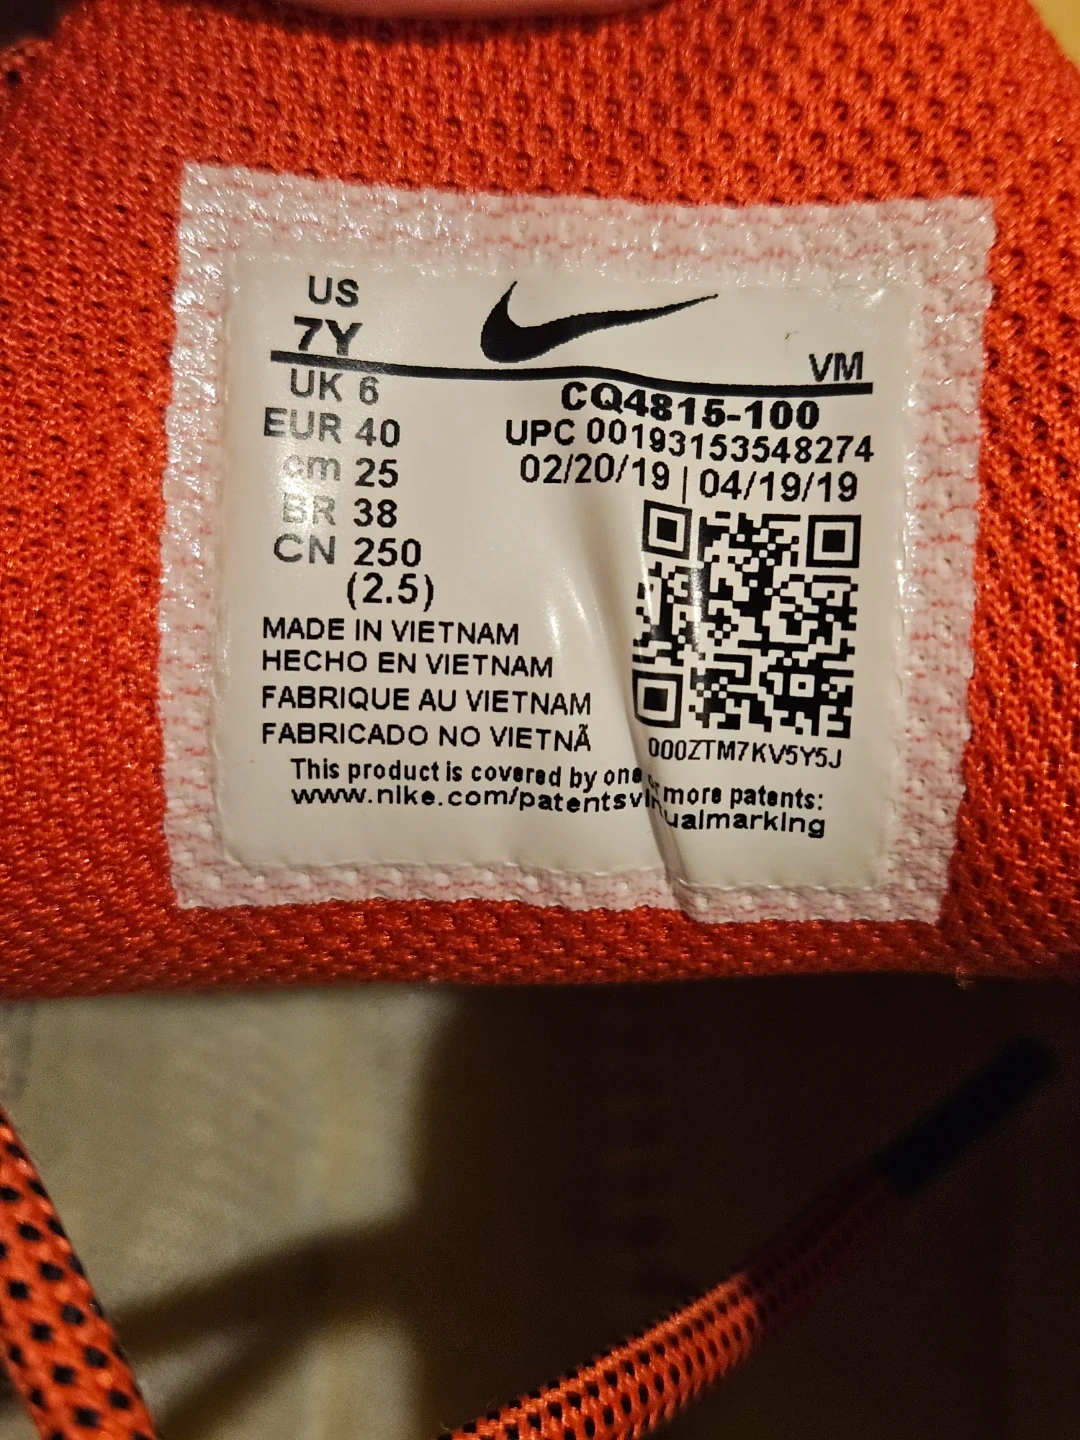 US
7Y
VM
UK 6
EUR 40
cm 25
BR 38
CN 250
(2.5)
CQ4815-100
UPC 00193153548274
02/20/19 | 04/19/19
000ZTM7KV5Y5J
MADE IN VIETNAM
HECHO EN VIETNAM
FABRIQUE AU VIETNAM
FABRICADO NO VIETNÃ
This product is covered by one or more patents:
www.nike.com/patentsvirtualmarking